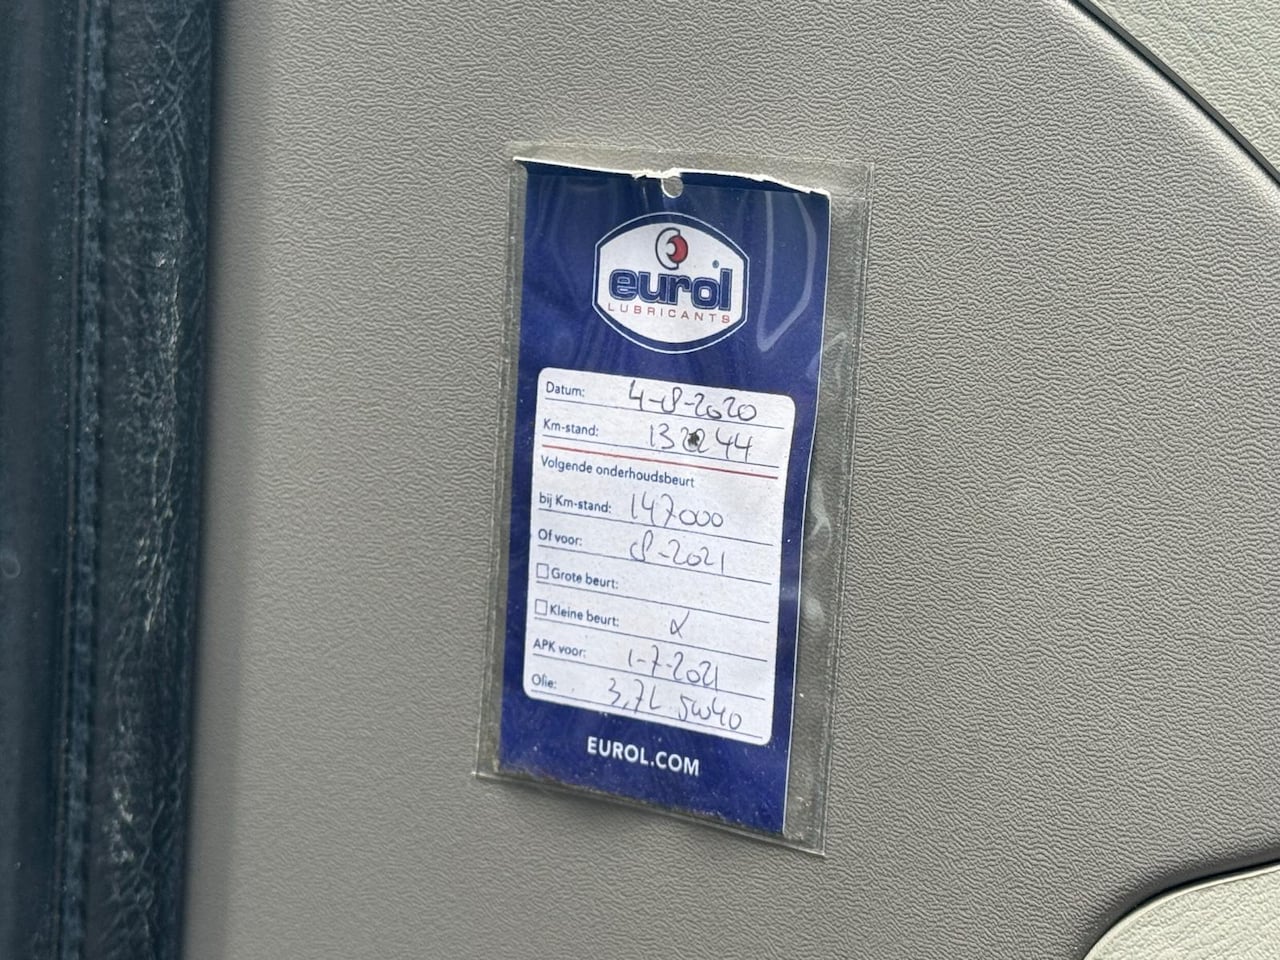 eurol
LUBRICANTS
Datum: 4-8-2020
Km-stand: 132244
Volgende onderhoudsbeurt
bij Km-stand: 147000
Of voor: 8-2021
Grote beurt:
Kleine beurt: x
APK voor: 1-7-2021
Olie: 3,7L 5W40
EUROL.COM